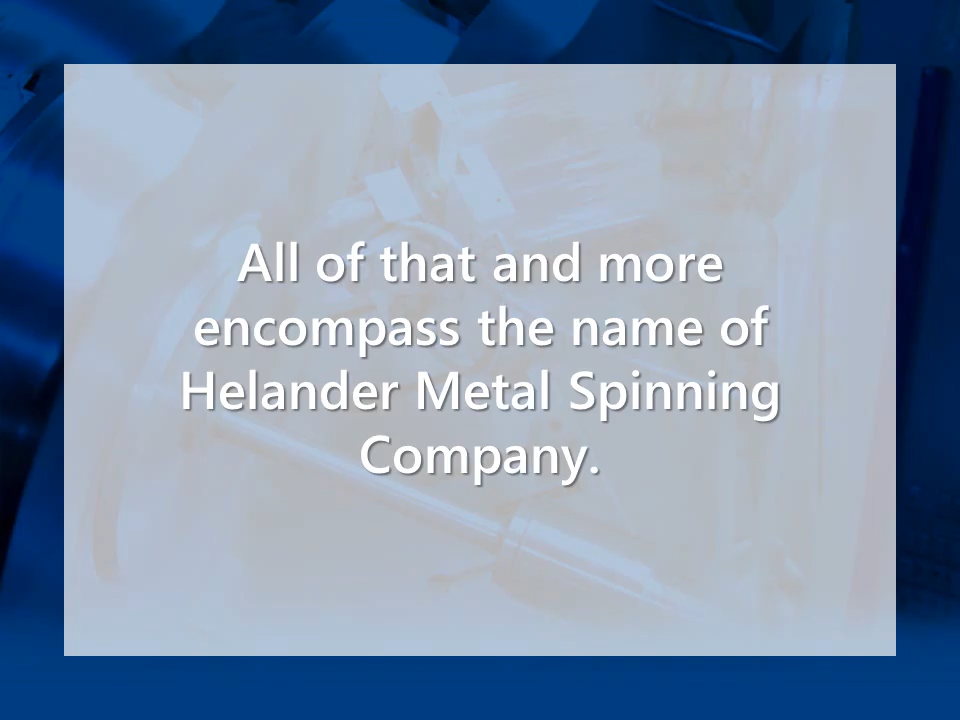 All of that and more
encompass the name of
Helander Metal Spinning
Company.